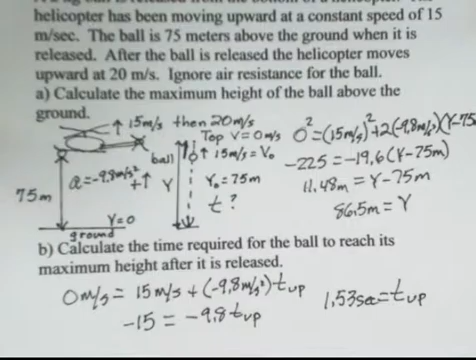 helicopter has been moving upward at a constant speed of 15
m/sec. The ball is 75 meters above the ground when it is
released. After the ball is released the helicopter moves
upward at 20 m/s. Ignore air resistance for the ball.
a) Calculate the maximum height of the ball above the
ground.
↑ 15m/s then 20m/s
Top V=0m/s
0²=(15m/s)²+2(-9.8m/s²)(Y-75
ball
↑ 15m/s = V₀
-225 = -19.6(Y-75m)
a=-9.8m/s²
+↑
Y
Y₀ = 75m
11.48m = Y-75m
75m
t?
86.5m = Y
Y=0
ground
b) Calculate the time required for the ball to reach its
maximum height after it is released.
0m/s = 15m/s + (-9.8m/s²)tup
1.53sec=tup
-15 = -9.8tup